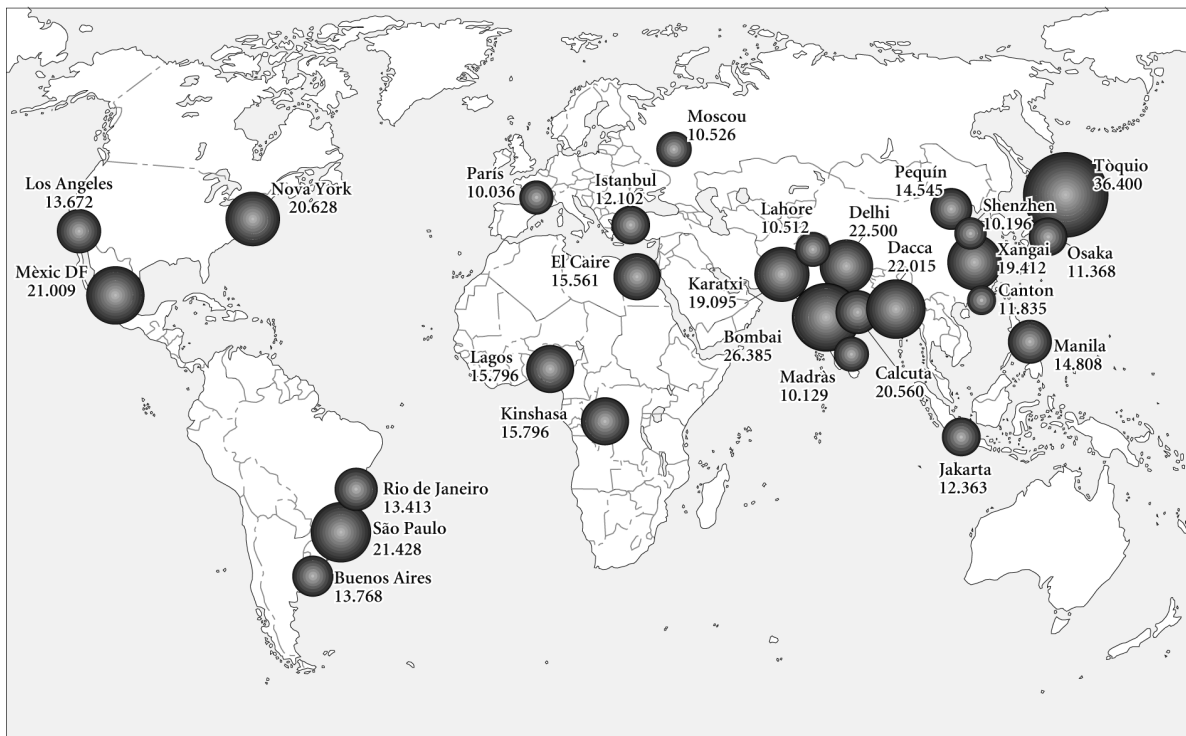 Moscou
10.526
Los Angeles
13.672
Nova York
20.628
París
10.036
Istanbul
12.102
Pequín
14.545
Tòquio
36.400
Shenzhen
10.196
Lahore
10.512
Delhi
22.500
Dacca
22.015
Xangai
19.412
Osaka
11.368
Mèxic DF
21.009
El Caire
15.561
Karatxi
19.095
Canton
11.835
Bombai
26.385
Manila
14.808
Lagos
15.796
Madràs
10.129
Calcuta
20.560
Kinshasa
15.796
Jakarta
12.363
Rio de Janeiro
13.413
São Paulo
21.428
Buenos Aires
13.768